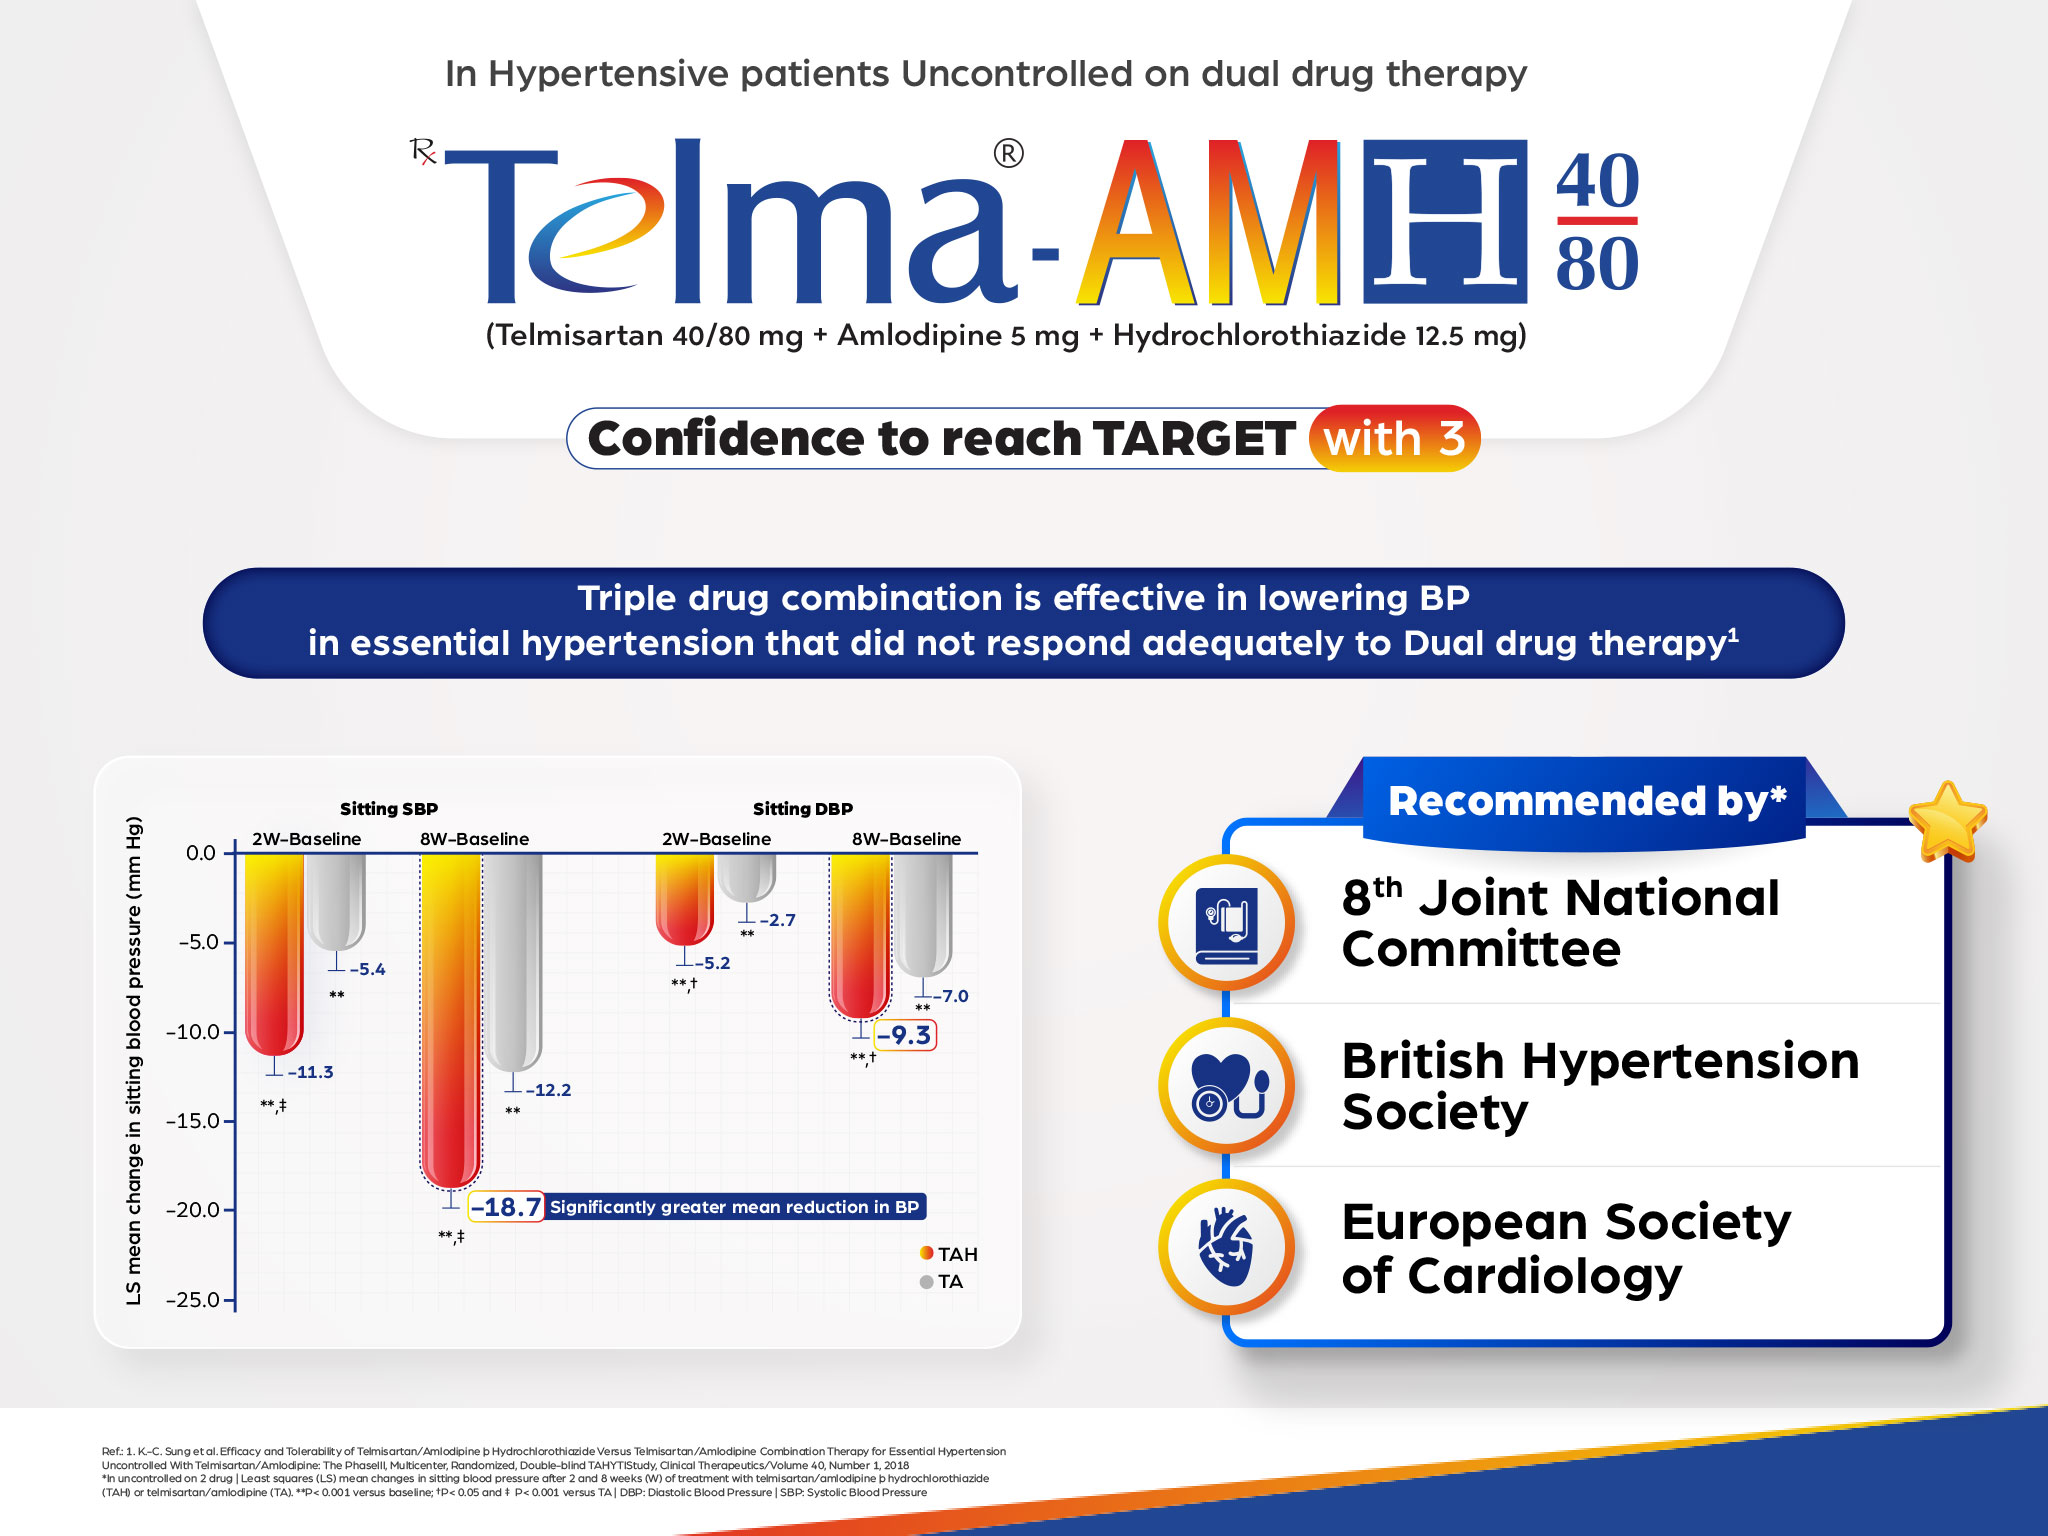 In Hypertensive patients Uncontrolled on dual drug therapy
Rx Telma®-AMH 40/80
(Telmisartan 40/80 mg + Amlodipine 5 mg + Hydrochlorothiazide 12.5 mg)
Confidence to reach TARGET with 3
Triple drug combination is effective in lowering BP
in essential hypertension that did not respond adequately to Dual drug therapy¹
LS mean change in sitting blood pressure (mm Hg)
Sitting SBP
Sitting DBP
2W-Baseline
8W-Baseline
2W-Baseline
8W-Baseline
0.0
-5.0
-10.0
-15.0
-20.0
-25.0
-11.3
**,‡
-5.4
**
-18.7
**,‡
-12.2
**
-5.2
**,†
-2.7
**
-9.3
**,†
-7.0
**
Significantly greater mean reduction in BP
TAH
TA
Recommended by*
8th Joint National
Committee
British Hypertension
Society
European Society
of Cardiology
Ref.: 1. K.-C. Sung et al. Efficacy and Tolerability of Telmisartan/Amlodipine þ Hydrochlorothiazide Versus Telmisartan/Amlodipine Combination Therapy for Essential Hypertension
Uncontrolled With Telmisartan/Amlodipine: The PhaseIII, Multicenter, Randomized, Double-blind TAHYTIStudy, Clinical Therapeutics/Volume 40, Number 1, 2018
*In uncontrolled on 2 drug | Least squares (LS) mean changes in sitting blood pressure after 2 and 8 weeks (W) of treatment with telmisartan/amlodipine þ hydrochlorothiazide
(TAH) or telmisartan/amlodipine (TA). **P< 0.001 versus baseline; †P< 0.05 and ‡ P< 0.001 versus TA | DBP: Diastolic Blood Pressure | SBP: Systolic Blood Pressure